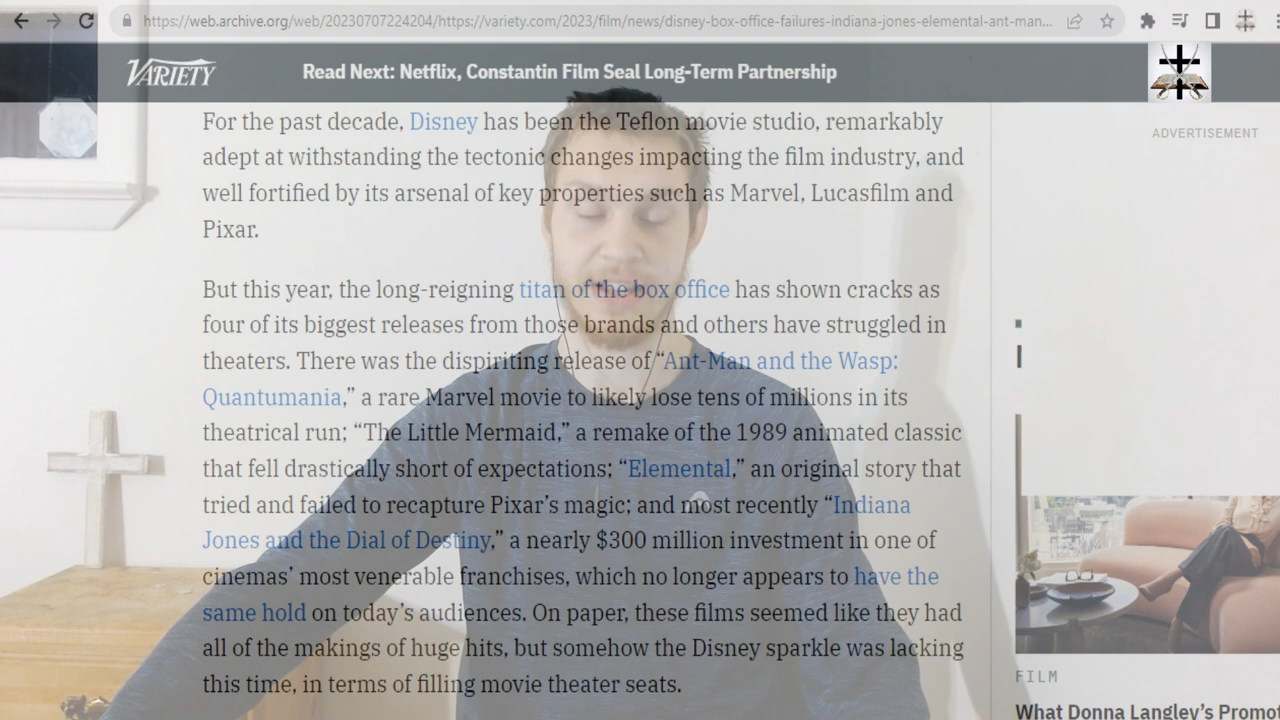 https://web.archive.org/web/20230707224204/https://variety.com/2023/film/news/disney-box-office-failures-indiana-jones-elemental-ant-man...
VARIETY
Read Next: Netflix, Constantin Film Seal Long-Term Partnership
ADVERTISEMENT
For the past decade, Disney has been the Teflon movie studio, remarkably
adept at withstanding the tectonic changes impacting the film industry, and
well fortified by its arsenal of key properties such as Marvel, Lucasfilm and
Pixar.
But this year, the long-reigning titan of the box office has shown cracks as
four of its biggest releases from those brands and others have struggled in
theaters. There was the dispiriting release of “Ant-Man and the Wasp:
Quantumania,” a rare Marvel movie to likely lose tens of millions in its
theatrical run; “The Little Mermaid,” a remake of the 1989 animated classic
that fell drastically short of expectations; “Elemental,” an original story that
tried and failed to recapture Pixar’s magic; and most recently “Indiana
Jones and the Dial of Destiny,” a nearly $300 million investment in one of
cinemas’ most venerable franchises, which no longer appears to have the
same hold on today’s audiences. On paper, these films seemed like they had
all of the makings of huge hits, but somehow the Disney sparkle was lacking
this time, in terms of filling movie theater seats.
FILM
What Donna Langley’s Promot